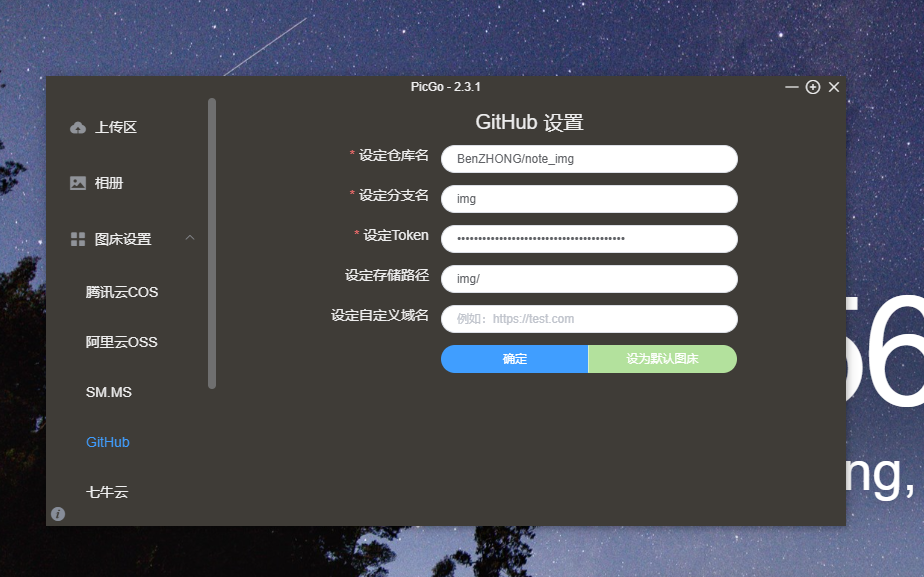 PicGo - 2.3.1
上传区
相册
图床设置
腾讯云COS
阿里云OSS
SM.MS
GitHub
七牛云
GitHub 设置
* 设定仓库名
BenZHONG/note_img
* 设定分支名
img
* 设定Token
设定存储路径
img/
设定自定义域名
例如：https://test.com
确定
设为默认图床
56
ng,